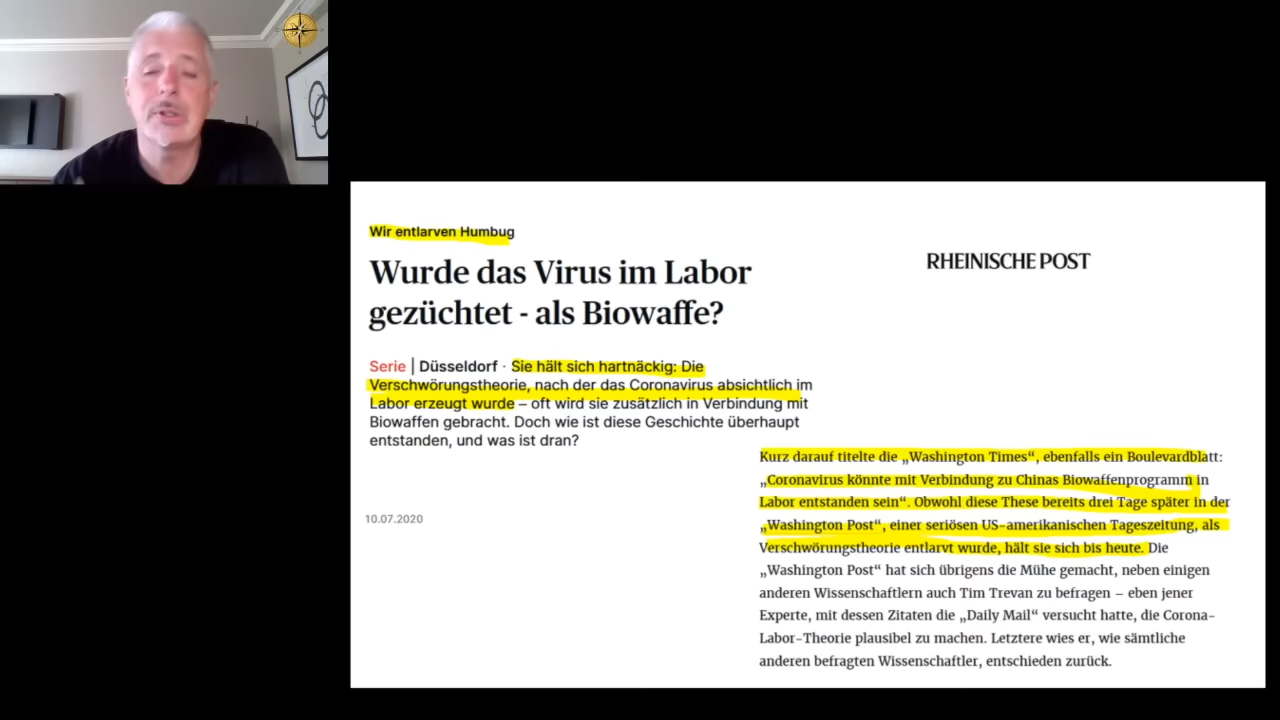 Wir entlarven Humbug
Wurde das Virus im Labor
gezüchtet - als Biowaffe?
RHEINISCHE POST
Serie | Düsseldorf · Sie hält sich hartnäckig: Die
Verschwörungstheorie, nach der das Coronavirus absichtlich im
Labor erzeugt wurde – oft wird sie zusätzlich in Verbindung mit
Biowaffen gebracht. Doch wie ist diese Geschichte überhaupt
entstanden, und was ist dran?
10.07.2020
Kurz darauf titelte die „Washington Times“, ebenfalls ein Boulevardblatt:
„Coronavirus könnte mit Verbindung zu Chinas Biowaffenprogramm in
Labor entstanden sein“. Obwohl diese These bereits drei Tage später in der
„Washington Post“, einer seriösen US-amerikanischen Tageszeitung, als
Verschwörungstheorie entlarvt wurde, hält sie sich bis heute. Die
„Washington Post“ hat sich übrigens die Mühe gemacht, neben einigen
anderen Wissenschaftlern auch Tim Trevan zu befragen – eben jener
Experte, mit dessen Zitaten die „Daily Mail“ versucht hatte, die Corona-
Labor-Theorie plausibel zu machen. Letztere wies er, wie sämtliche
anderen befragten Wissenschaftler, entschieden zurück.